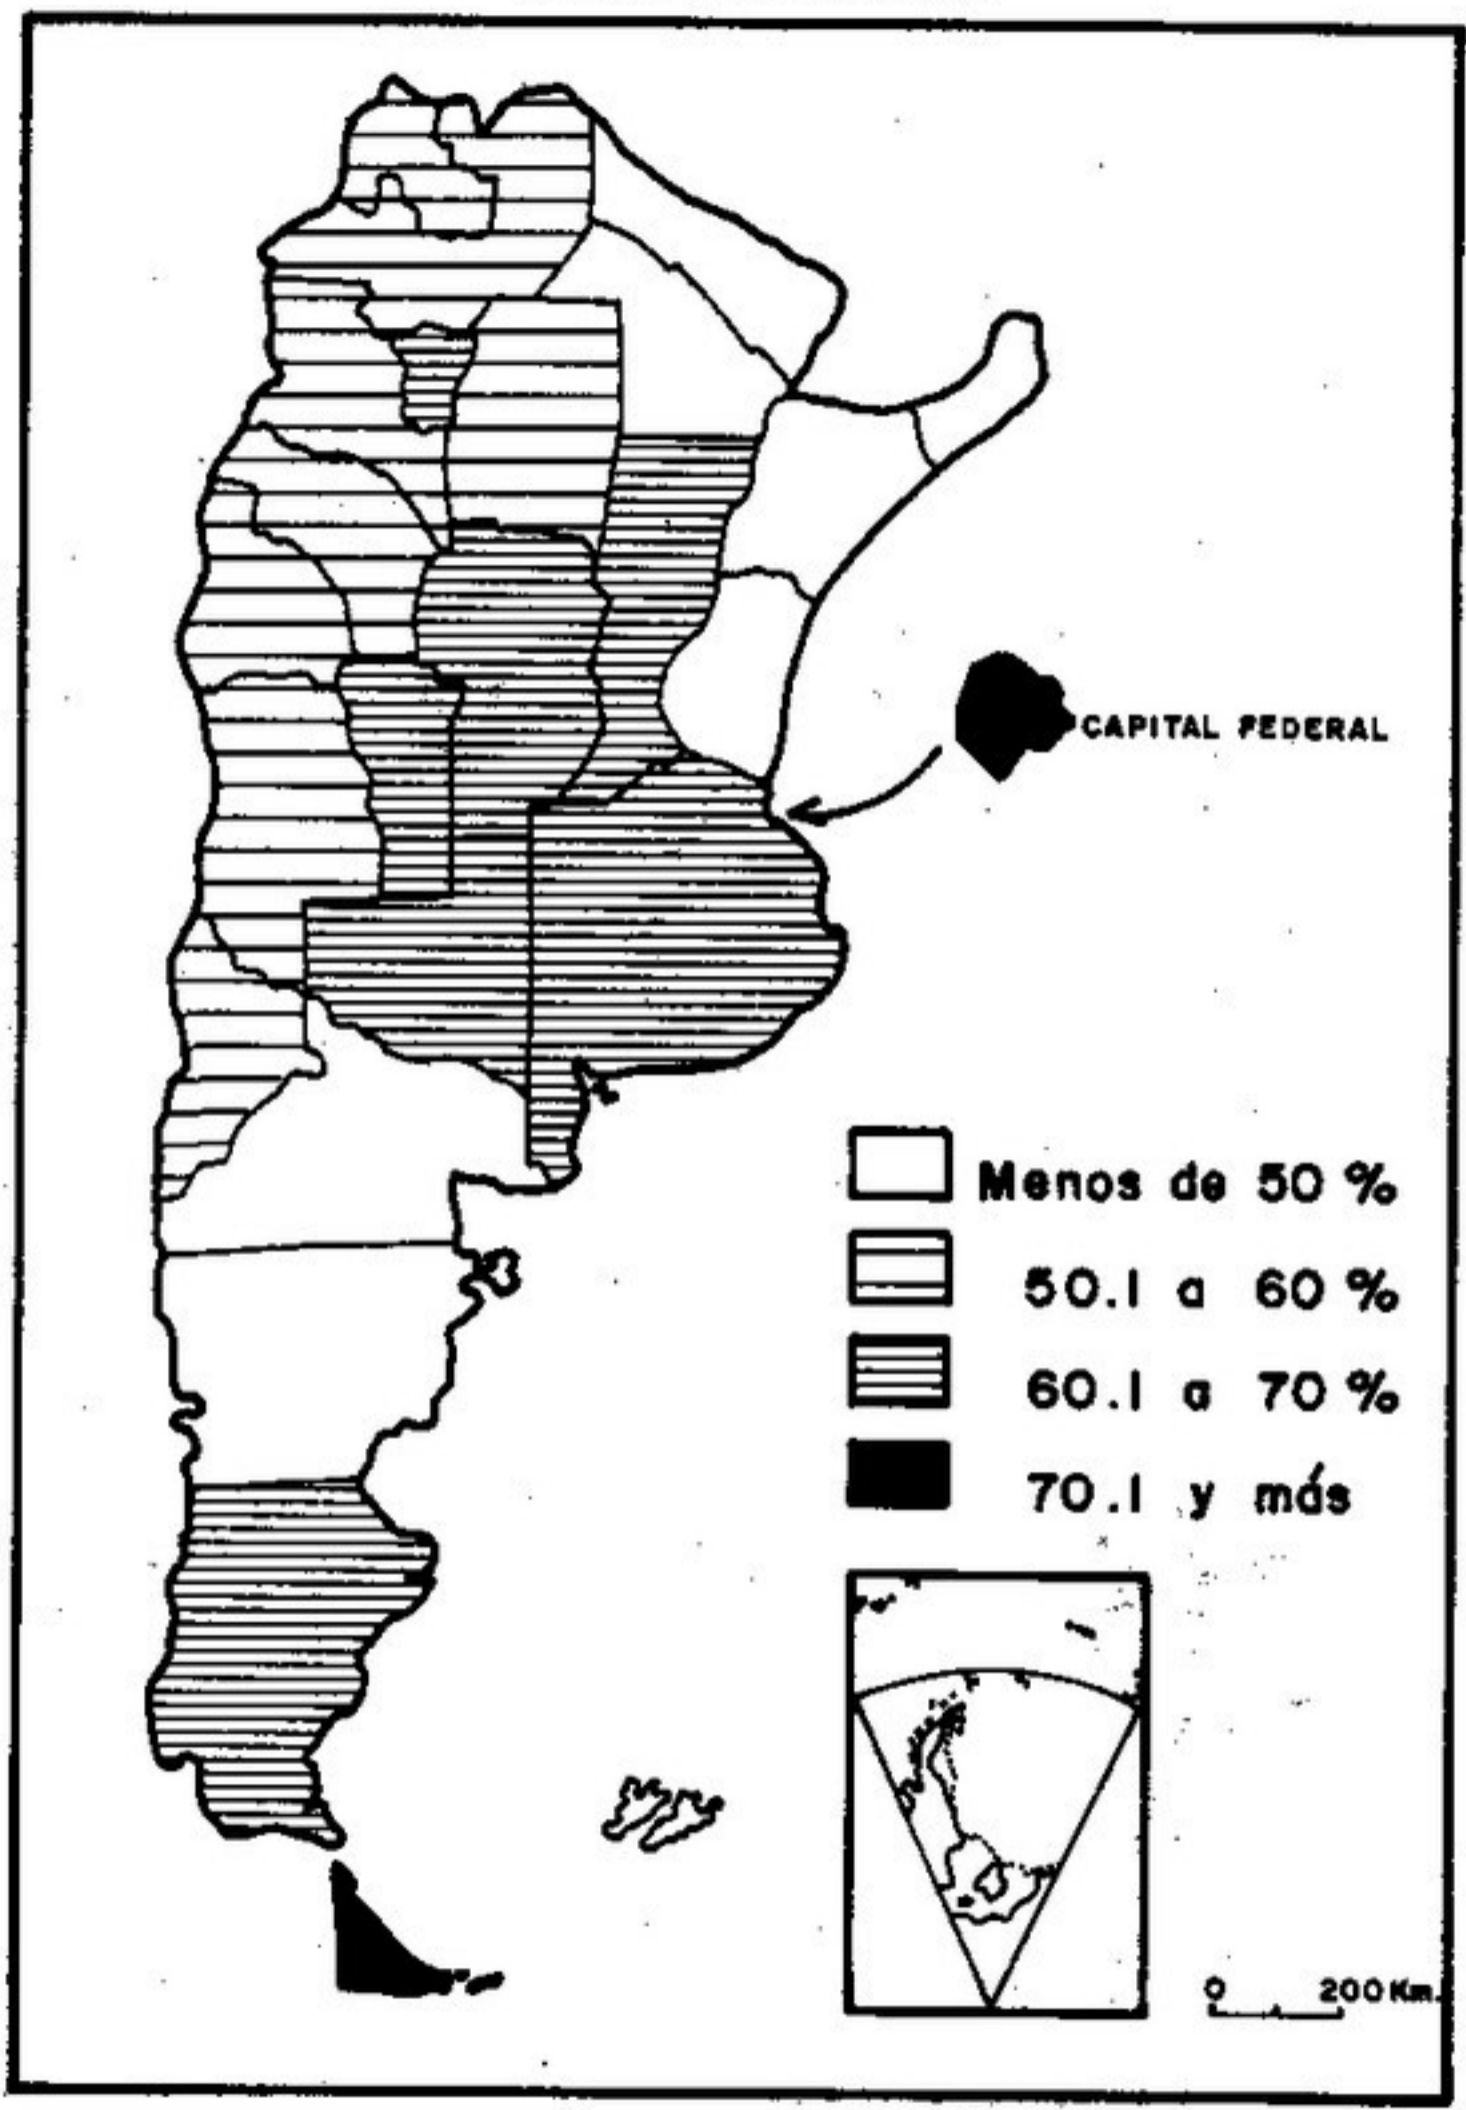 CAPITAL FEDERAL
Menos de 50 %
50.1 a 60 %
60.1 a 70 %
70.1 y más
0 200 Km.